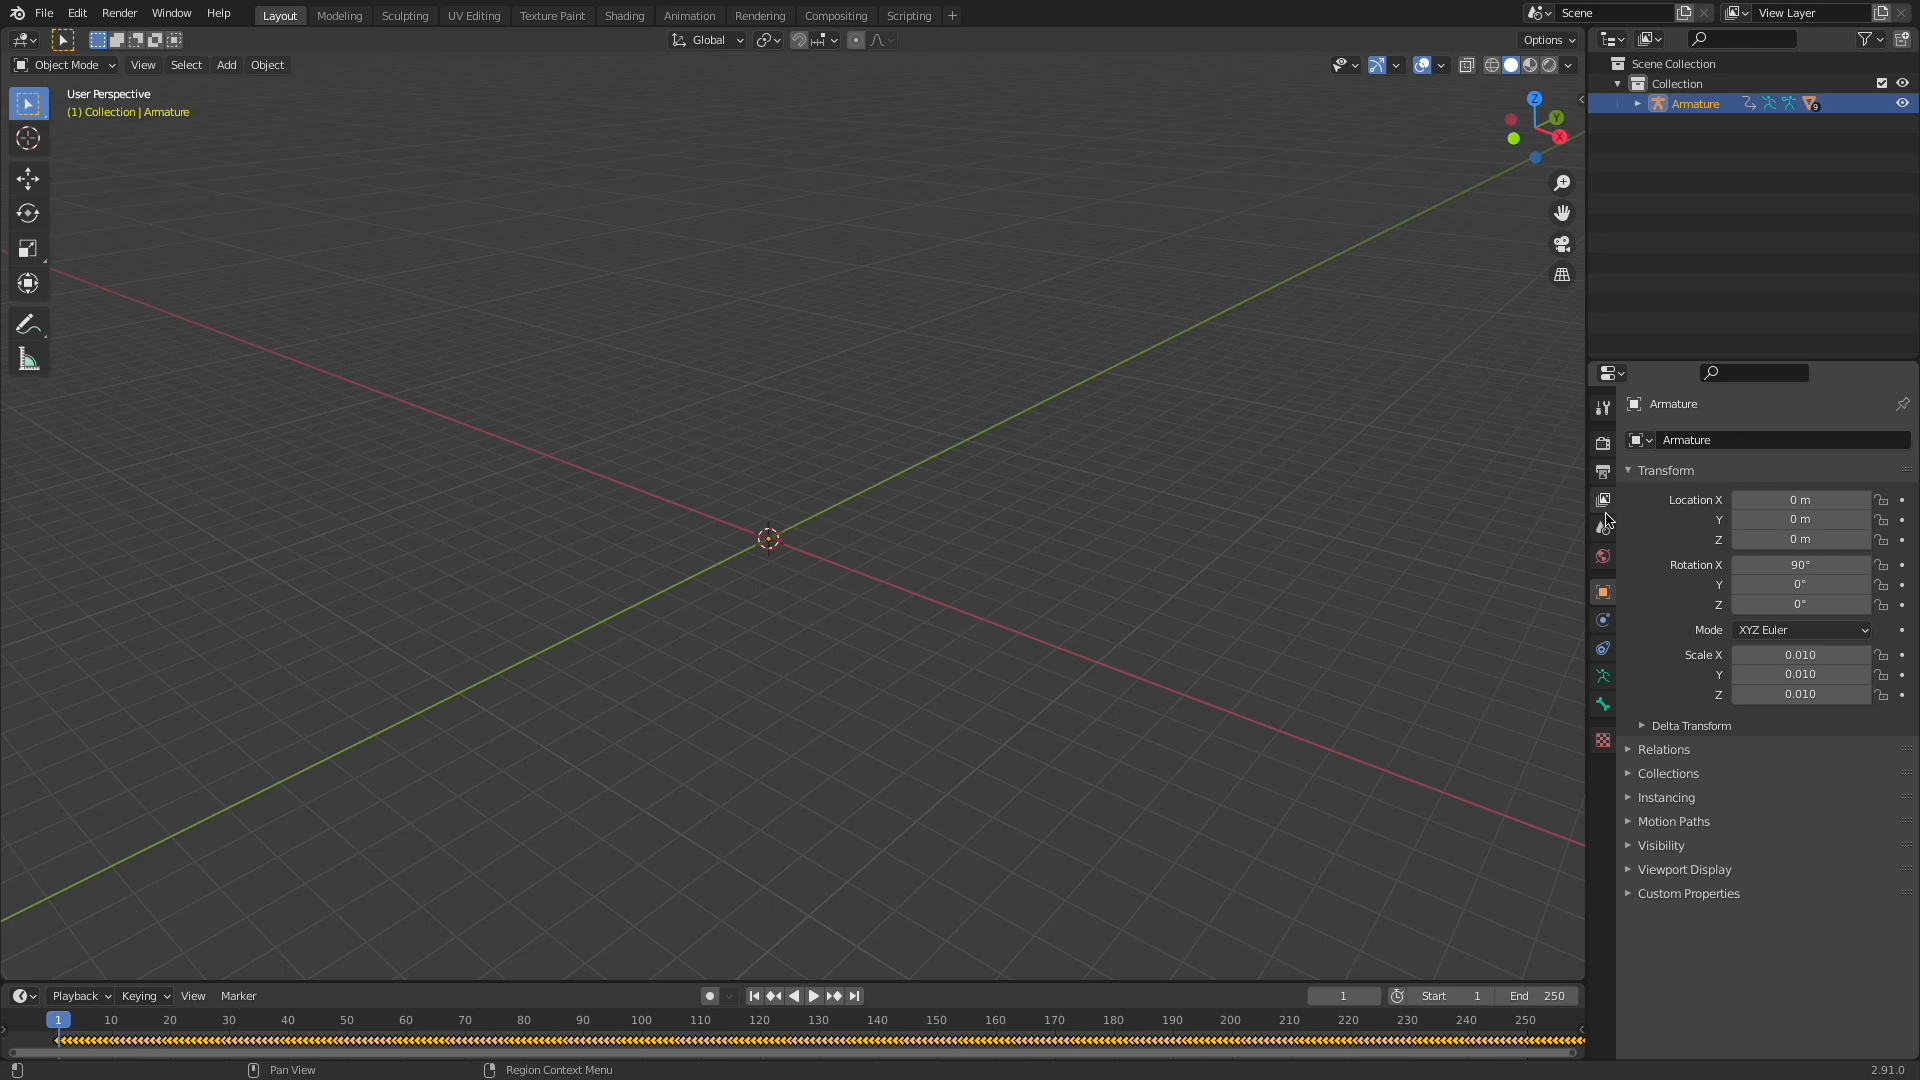 File Edit Render Window Help Layout Modeling Sculpting UV Editing Texture Paint Shading Animation Rendering Compositing Scripting + Scene View Layer
Global Options
Object Mode View Select Add Object
User Perspective
(1) Collection | Armature
Z
Y
X
Scene Collection
Collection
Armature 9
Armature
Armature
Transform
Location X 0 m
Y 0 m
Z 0 m
Rotation X 90°
Y 0°
Z 0°
Mode XYZ Euler
Scale X 0.010
Y 0.010
Z 0.010
Delta Transform
Relations
Collections
Instancing
Motion Paths
Visibility
Viewport Display
Custom Properties
Playback Keying View Marker 1 Start 1 End 250
1 10 20 30 40 50 60 70 80 90 100 110 120 130 140 150 160 170 180 190 200 210 220 230 240 250
Pan View Region Context Menu 2.91.0